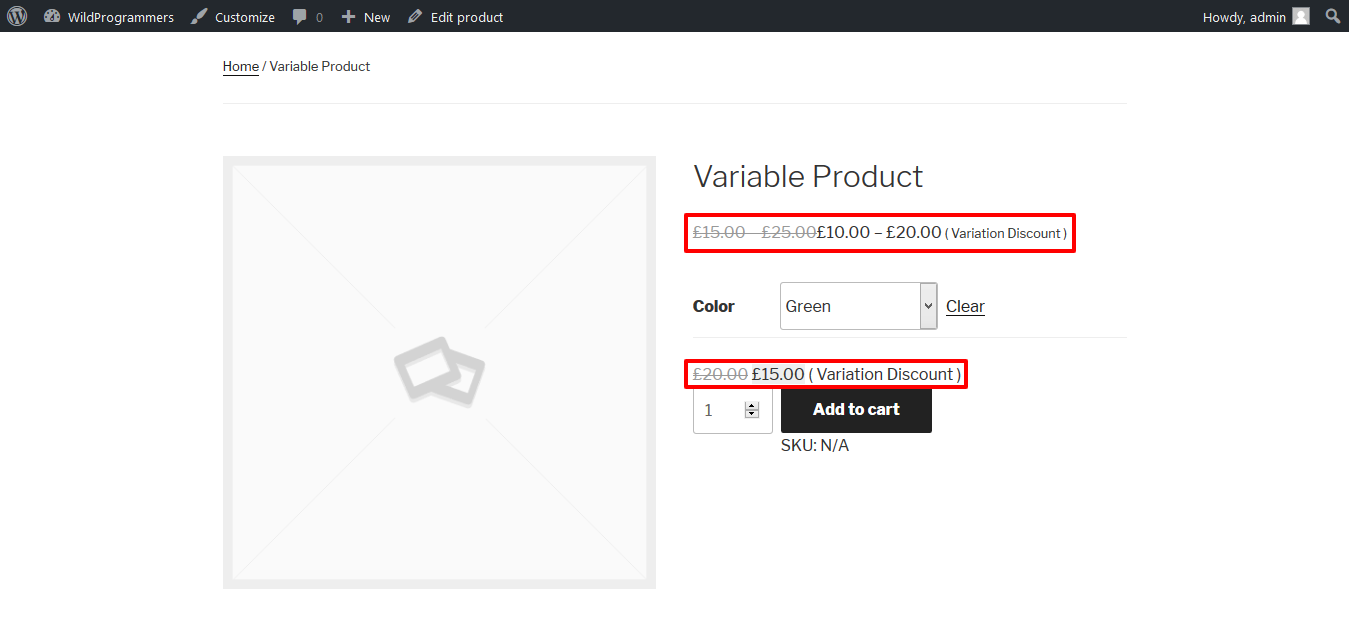 WildProgrammers Customize 0 New Edit product Howdy, admin
Home / Variable Product
Variable Product
£15.00 – £25.00£10.00 – £20.00 ( Variation Discount )
Color Green Clear
£20.00 £15.00 ( Variation Discount )
1 Add to cart
SKU: N/A